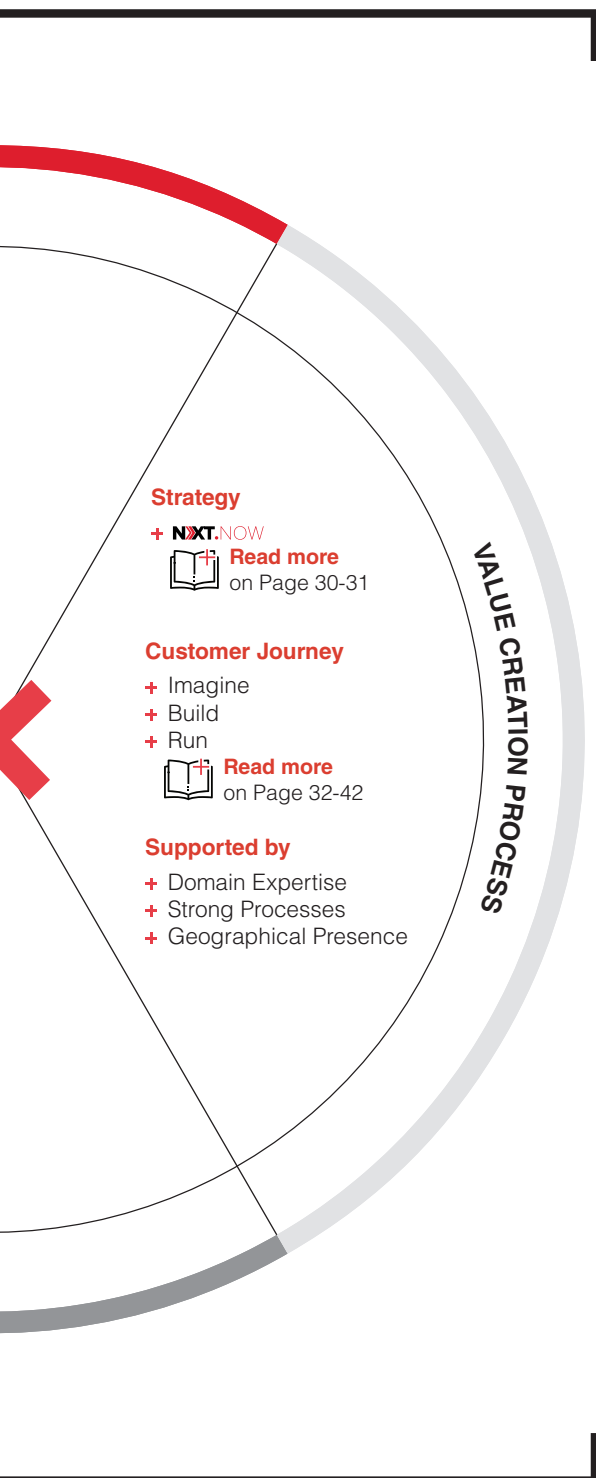 Strategy
+ NXT.NOW
Read more
on Page 30-31
Customer Journey
+ Imagine
+ Build
+ Run
Read more
on Page 32-42
Supported by
+ Domain Expertise
+ Strong Processes
+ Geographical Presence
VALUE CREATION PROCESS